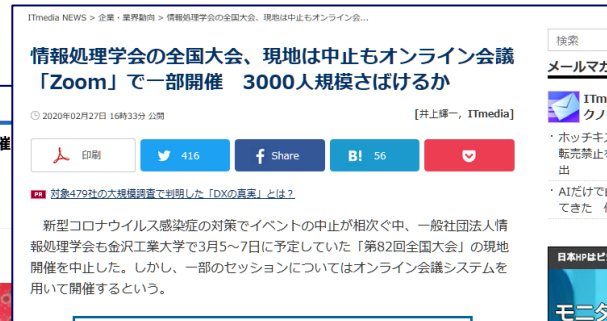 ITmedia NEWS > 企業・業界動向 > 情報処理学会の全国大会、現地は中止もオンライン会...
情報処理学会の全国大会、現地は中止もオンライン会議
「Zoom」で一部開催　3000人規模さばけるか
2020年02月27日 16時33分 公開
[井上輝一，ITmedia]
印刷
416
Share
B! 56
PR 対象479社の大規模調査で判明した「DXの真実」とは？
新型コロナウイルス感染症の対策でイベントの中止が相次ぐ中、一般社団法人情
報処理学会も金沢工業大学で3月5～7日に予定していた「第82回全国大会」の現地
開催を中止した。しかし、一部のセッションについてはオンライン会議システムを
用いて開催するという。
検索
メールマガ
ITm
クノ
・ホッチキス
転売禁止を
出
・AIだけで
てきた
日本HPはビ
モニタ
催